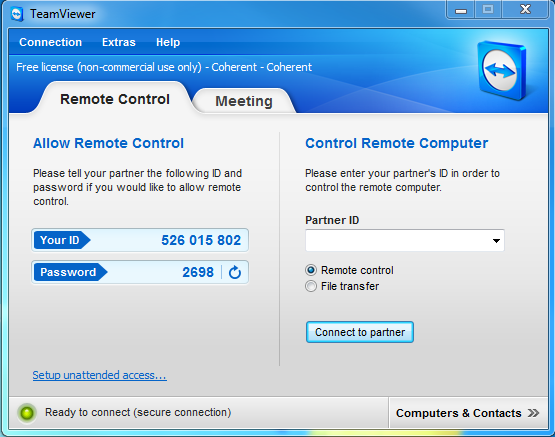 TeamViewer
Connection Extras Help
Free license (non-commercial use only) - Coherent - Coherent
Remote Control
Meeting
Allow Remote Control
Please tell your partner the following ID and
password if you would like to allow remote
control.
Your ID 526 015 802
Password 2698
Setup unattended access...
Control Remote Computer
Please enter your partner's ID in order to
control the remote computer.
Partner ID
Remote control
File transfer
Connect to partner
Ready to connect (secure connection)
Computers & Contacts >>